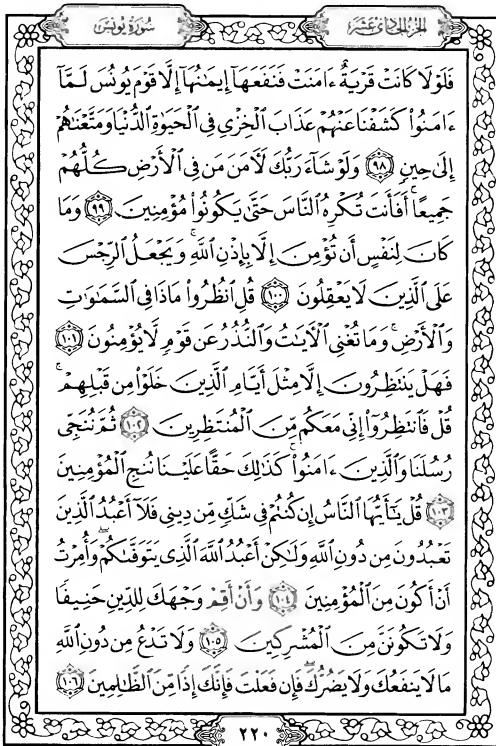 الجزء الحادي عشر
سورة يونس
فَلَوْلَا كَانَتْ قَرْيَةٌ ءَامَنَتْ فَنَفَعَهَآ إِيمَـٰنُهَآ إِلَّا قَوْمَ يُونُسَ لَمَّآ
ءَامَنُوا۟ كَشَفْنَا عَنْهُمْ عَذَابَ ٱلْخِزْىِ فِى ٱلْحَيَوٰةِ ٱلدُّنْيَا وَمَتَّعْنَـٰهُمْ
إِلَىٰ حِينٍ ٩٨ وَلَوْ شَآءَ رَبُّكَ لَـَٔامَنَ مَن فِى ٱلْأَرْضِ كُلُّهُمْ
جَمِيعًا ۚ أَفَأَنتَ تُكْرِهُ ٱلنَّاسَ حَتَّىٰ يَكُونُوا۟ مُؤْمِنِينَ ٩٩ وَمَا
كَانَ لِنَفْسٍ أَن تُؤْمِنَ إِلَّا بِإِذْنِ ٱللَّهِ ۚ وَيَجْعَلُ ٱلرِّجْسَ
عَلَى ٱلَّذِينَ لَا يَعْقِلُونَ ١٠٠ قُلِ ٱنظُرُوا۟ مَاذَا فِى ٱلسَّمَـٰوَٰتِ
وَٱلْأَرْضِ ۚ وَمَا تُغْنِى ٱلْـَٔايَـٰتُ وَٱلنُّذُرُ عَن قَوْمٍ لَّا يُؤْمِنُونَ ١٠١
فَهَلْ يَنتَظِرُونَ إِلَّا مِثْلَ أَيَّامِ ٱلَّذِينَ خَلَوْا۟ مِن قَبْلِهِمْ ۚ
قُلْ فَٱنتَظِرُوٓا۟ إِنِّى مَعَكُم مِّنَ ٱلْمُنتَظِرِينَ ١٠٢ ثُمَّ نُنَجِّى
رُسُلَنَا وَٱلَّذِينَ ءَامَنُوا۟ ۚ كَذَٰلِكَ حَقًّا عَلَيْنَا نُنجِ ٱلْمُؤْمِنِينَ
١٠٣ قُلْ يَـٰٓأَيُّهَا ٱلنَّاسُ إِن كُنتُمْ فِى شَكٍّ مِّن دِينِى فَلَآ أَعْبُدُ ٱلَّذِينَ
تَعْبُدُونَ مِن دُونِ ٱللَّهِ وَلَـٰكِنْ أَعْبُدُ ٱللَّهَ ٱلَّذِى يَتَوَفَّىٰكُمْ ۖ وَأُمِرْتُ
أَنْ أَكُونَ مِنَ ٱلْمُؤْمِنِينَ ١٠٤ وَأَنْ أَقِمْ وَجْهَكَ لِلدِّينِ حَنِيفًا
وَلَا تَكُونَنَّ مِنَ ٱلْمُشْرِكِينَ ١٠٥ وَلَا تَدْعُ مِن دُونِ ٱللَّهِ
مَا لَا يَنفَعُكَ وَلَا يَضُرُّكَ ۖ فَإِن فَعَلْتَ فَإِنَّكَ إِذًا مِّنَ ٱلظَّـٰلِمِينَ ١٠٦
٢٢٠